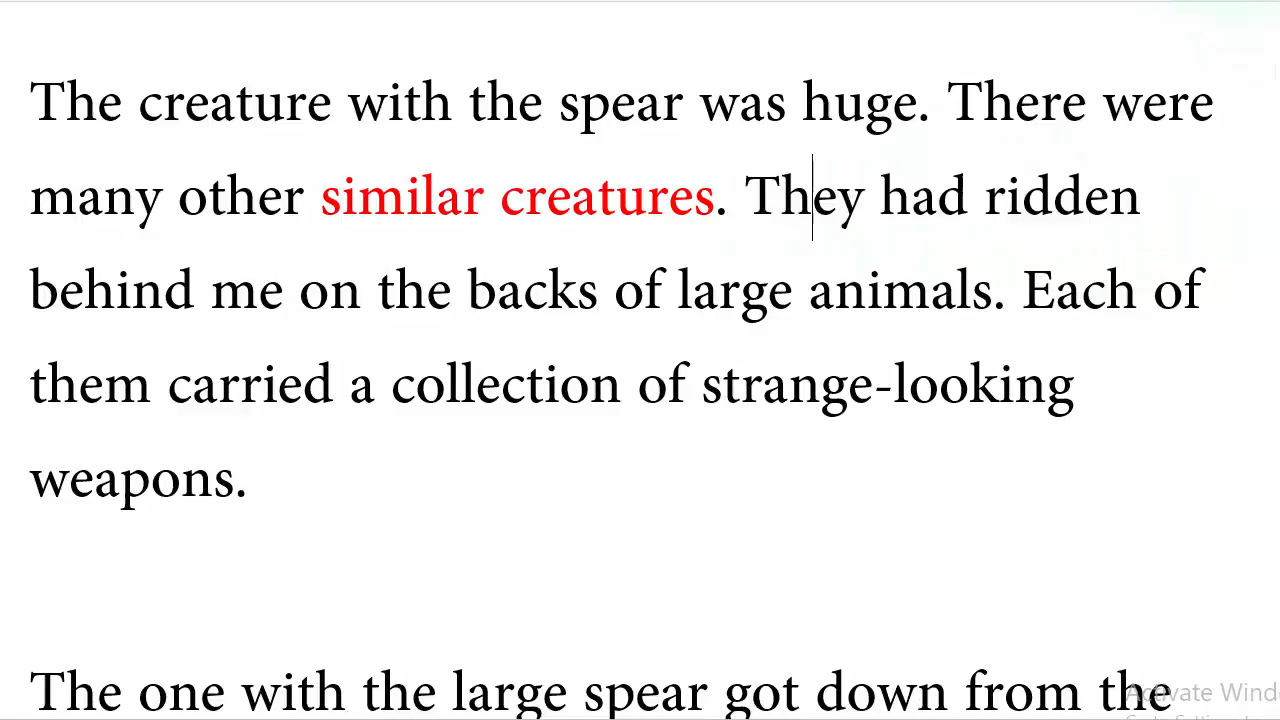 The creature with the spear was huge. There were
many other similar creatures. They had ridden
behind me on the backs of large animals. Each of
them carried a collection of strange-looking
weapons.
The one with the large spear got down from the
Activate Wind